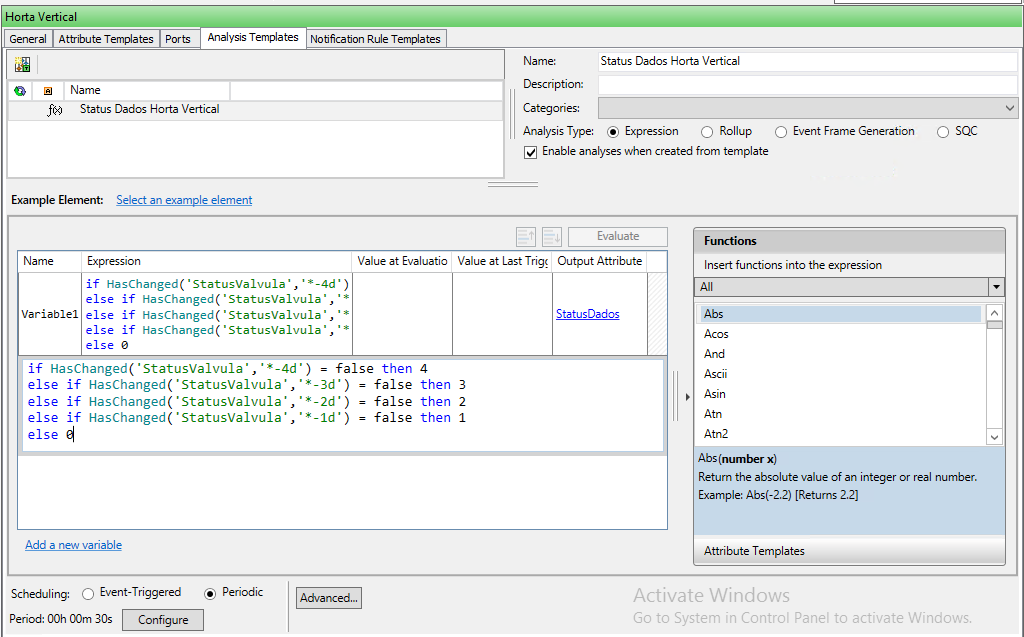 Horta Vertical
General Attribute Templates Ports Analysis Templates Notification Rule Templates
Name: Status Dados Horta Vertical
Description:
Name
Categories:
f(x) Status Dados Horta Vertical
Analysis Type: Expression Rollup Event Frame Generation SQC
Enable analyses when created from template
Example Element: Select an example element
Evaluate
Name Expression Value at Evaluatio Value at Last Trigg Output Attribute
Variable1
if HasChanged('StatusValvula','*-4d')
else if HasChanged('StatusValvula','*
else if HasChanged('StatusValvula','*
else if HasChanged('StatusValvula','*
else 0
StatusDados
if HasChanged('StatusValvula','*-4d') = false then 4
else if HasChanged('StatusValvula','*-3d') = false then 3
else if HasChanged('StatusValvula','*-2d') = false then 2
else if HasChanged('StatusValvula','*-1d') = false then 1
else 0
Add a new variable
Functions
Insert functions into the expression
All
Abs
Acos
And
Ascii
Asin
Atn
Atn2
Abs(number x)
Return the absolute value of an integer or real number.
Example: Abs(-2.2) [Returns 2.2]
Attribute Templates
Scheduling: Event-Triggered Periodic
Advanced...
Period: 00h 00m 30s Configure
Activate Windows
Go to System in Control Panel to activate Windows.